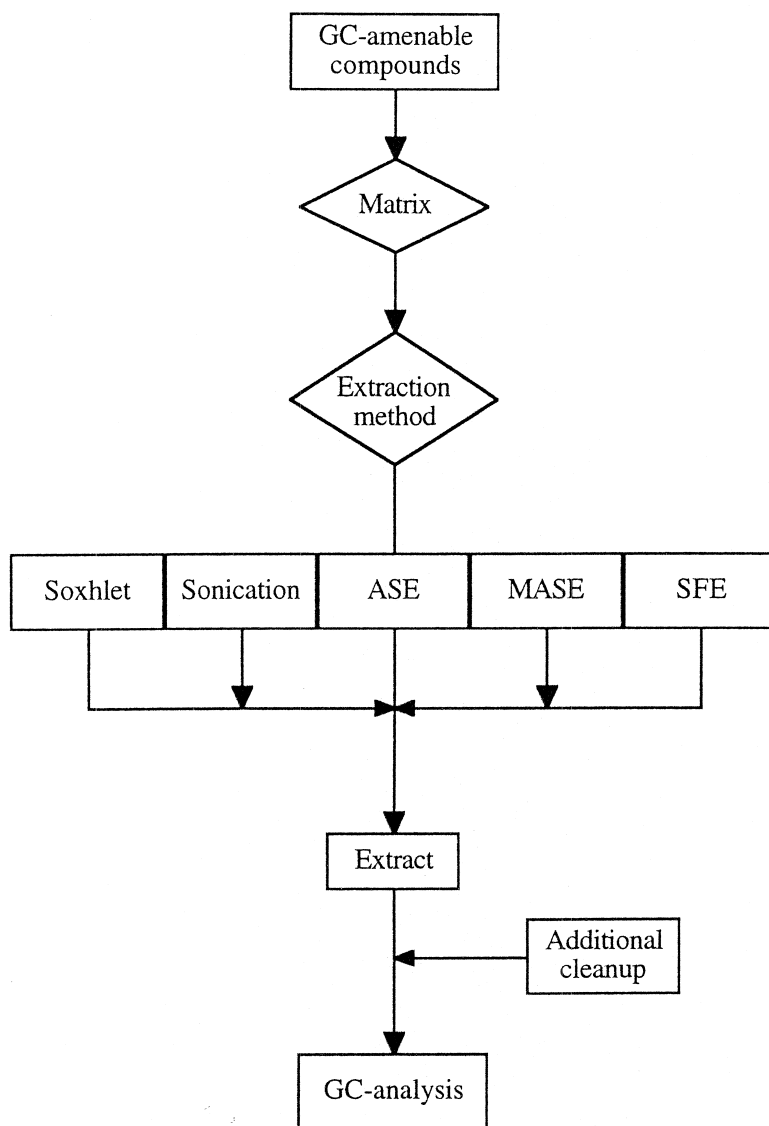 GC-amenable
compounds
Matrix
Extraction
method
Soxhlet
Sonication
ASE
MASE
SFE
Extract
Additional
cleanup
GC-analysis